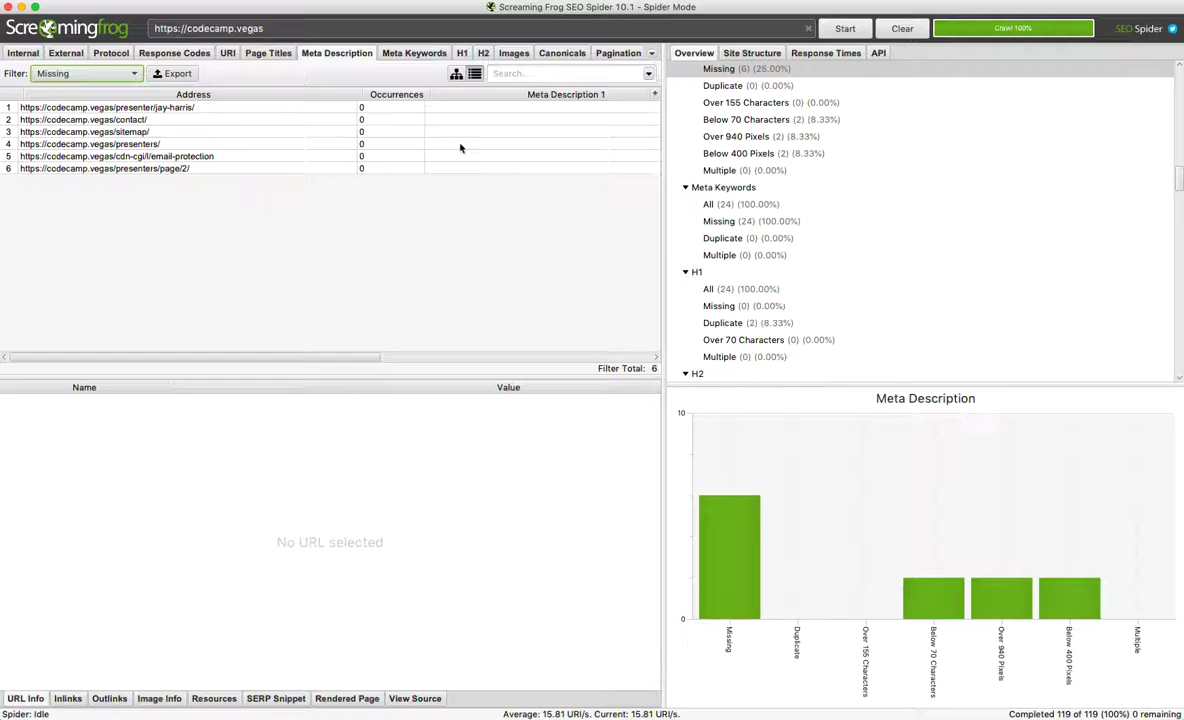 Screaming Frog SEO Spider 10.1 - Spider Mode
Screamingfrog https://codecamp.vegas Start Clear Crawl 100% SEO Spider
Internal External Protocol Response Codes URI Page Titles Meta Description Meta Keywords H1 H2 Images Canonicals Pagination
Filter: Missing Export Search...
Address Occurrences Meta Description 1
1 https://codecamp.vegas/presenter/jay-harris/ 0
2 https://codecamp.vegas/contact/ 0
3 https://codecamp.vegas/sitemap/ 0
4 https://codecamp.vegas/presenters/ 0
5 https://codecamp.vegas/cdn-cgi/l/email-protection 0
6 https://codecamp.vegas/presenters/page/2/ 0
Filter Total: 6
Name Value
No URL selected
URL Info Inlinks Outlinks Image Info Resources SERP Snippet Rendered Page View Source
Overview Site Structure Response Times API
Missing (6) (25.00%)
Duplicate (0) (0.00%)
Over 155 Characters (0) (0.00%)
Below 70 Characters (2) (8.33%)
Over 940 Pixels (2) (8.33%)
Below 400 Pixels (2) (8.33%)
Multiple (0) (0.00%)
Meta Keywords
All (24) (100.00%)
Missing (24) (100.00%)
Duplicate (0) (0.00%)
Multiple (0) (0.00%)
H1
All (24) (100.00%)
Missing (0) (0.00%)
Duplicate (2) (8.33%)
Over 70 Characters (0) (0.00%)
Multiple (0) (0.00%)
H2
Meta Description
10
0
Missing
Duplicate
Over 155 Characters
Below 70 Characters
Over 940 Pixels
Below 400 Pixels
Multiple
Spider: Idle Average: 15.81 URI/s. Current: 15.81 URI/s. Completed 119 of 119 (100%) 0 remaining